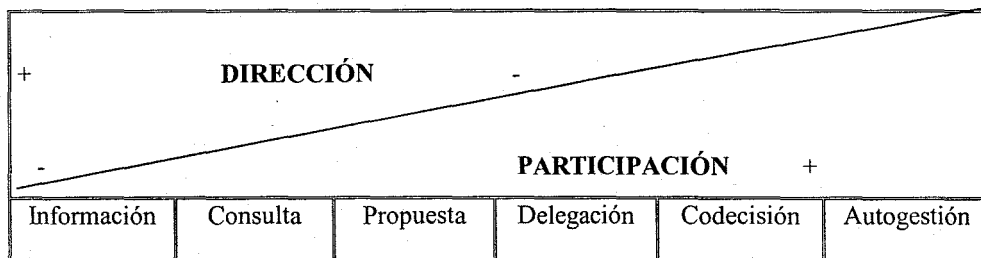 + DIRECCIÓN -
- PARTICIPACIÓN +
Información Consulta Propuesta Delegación Codecisión Autogestión